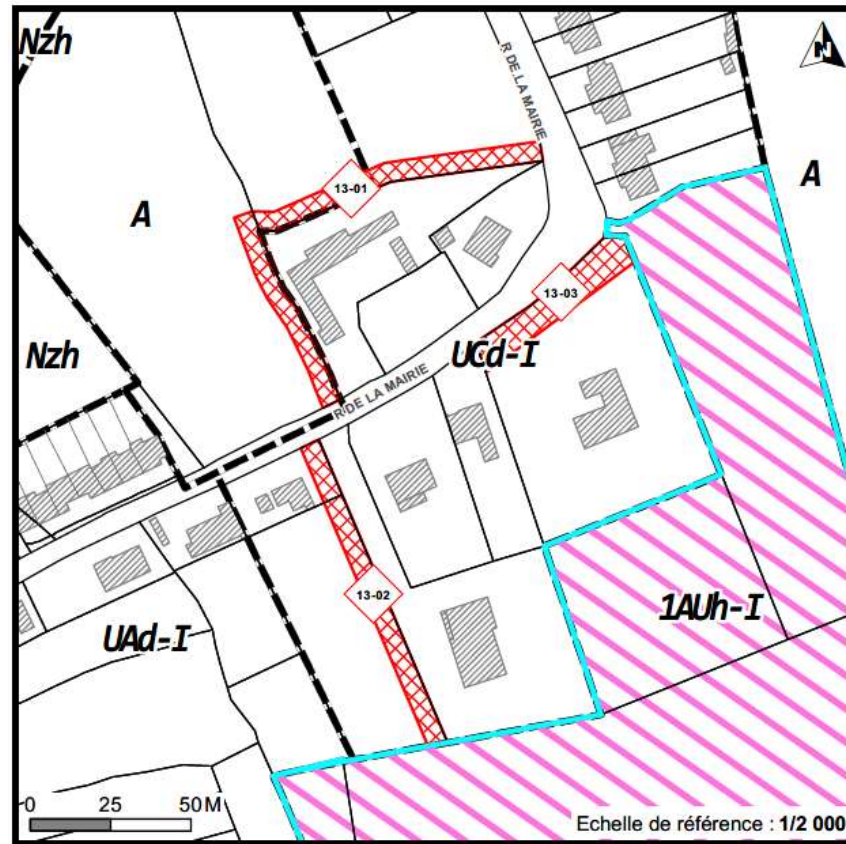 Nzh
N
R DE LA MAIRIE
13-01
A
A
13-03
Nzh
UCd-I
R DE LA MAIRIE
13-02
1AUh-I
UAd-I
0 25 50 M
Echelle de référence : 1/2 000